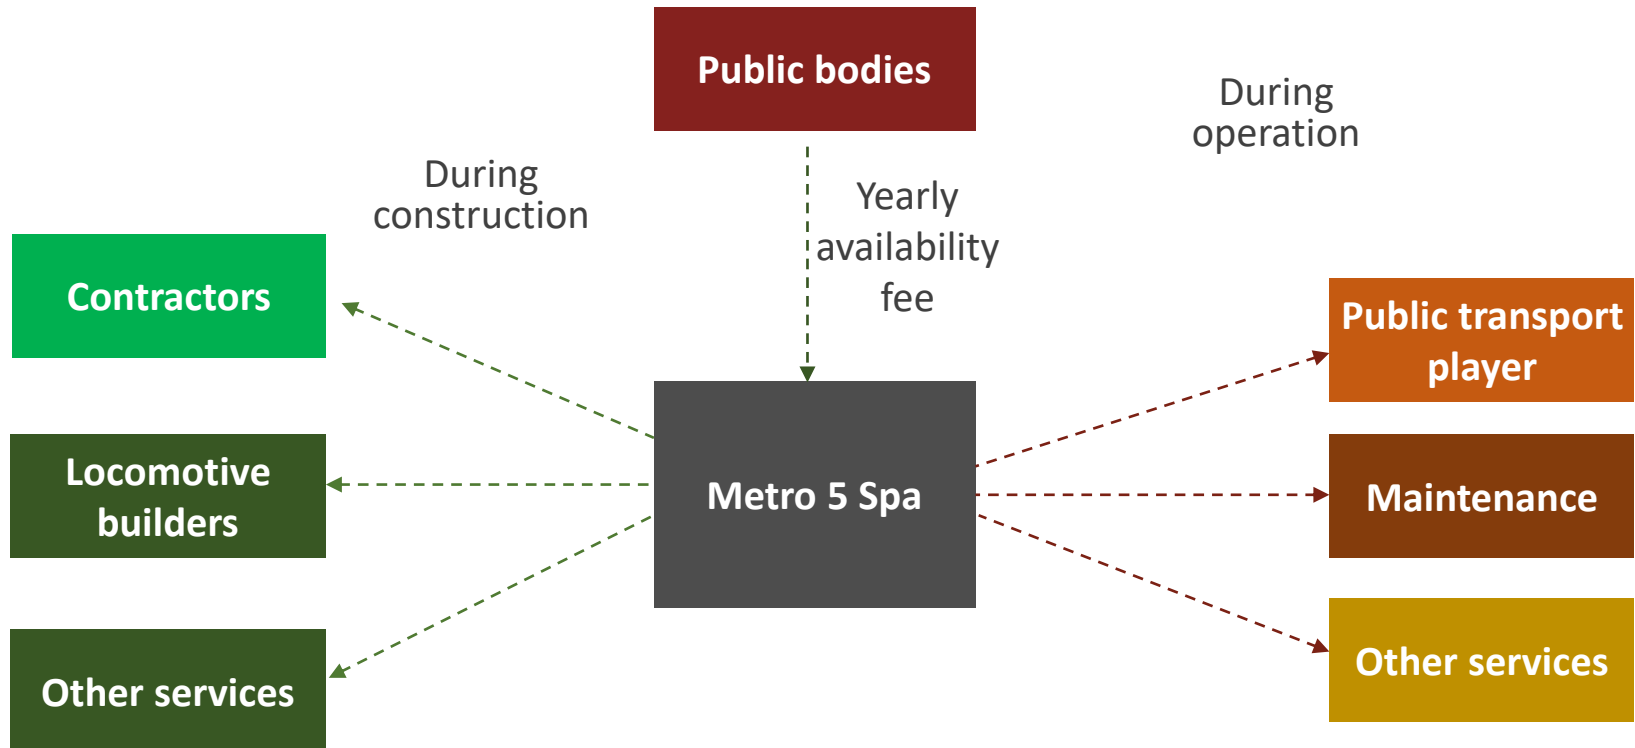 Public bodies
During
operation
During
construction
Yearly
availability
fee
Contractors
Public transport
player
Locomotive
builders
Metro 5 Spa
Maintenance
Other services
Other services